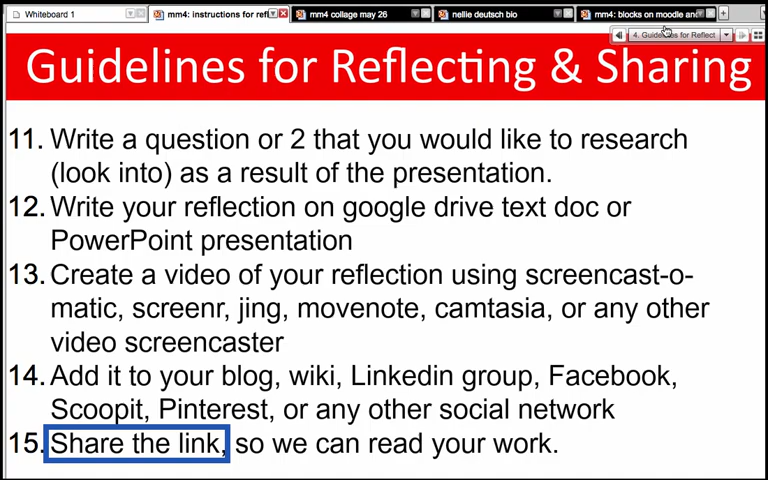 Whiteboard 1
mm4: instructions for refl
mm4 collage may 26
nellie deutsch bio
mm4: blocks on moodle an
4. Guidelines for Reflect
Guidelines for Reflecting & Sharing
11. Write a question or 2 that you would like to research
(look into) as a result of the presentation.
12. Write your reflection on google drive text doc or
PowerPoint presentation
13. Create a video of your reflection using screencast-o-
matic, screenr, jing, movenote, camtasia, or any other
video screencaster
14. Add it to your blog, wiki, Linkedin group, Facebook,
Scoopit, Pinterest, or any other social network
15. Share the link, so we can read your work.